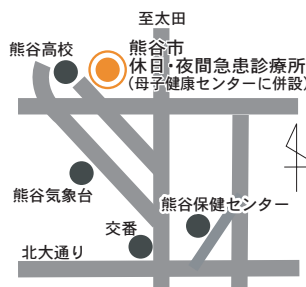 至太田
熊谷高校
熊谷市
休日・夜間急患診療所
(母子健康センターに併設)
熊谷気象台
熊谷保健センター
交番
北大通り